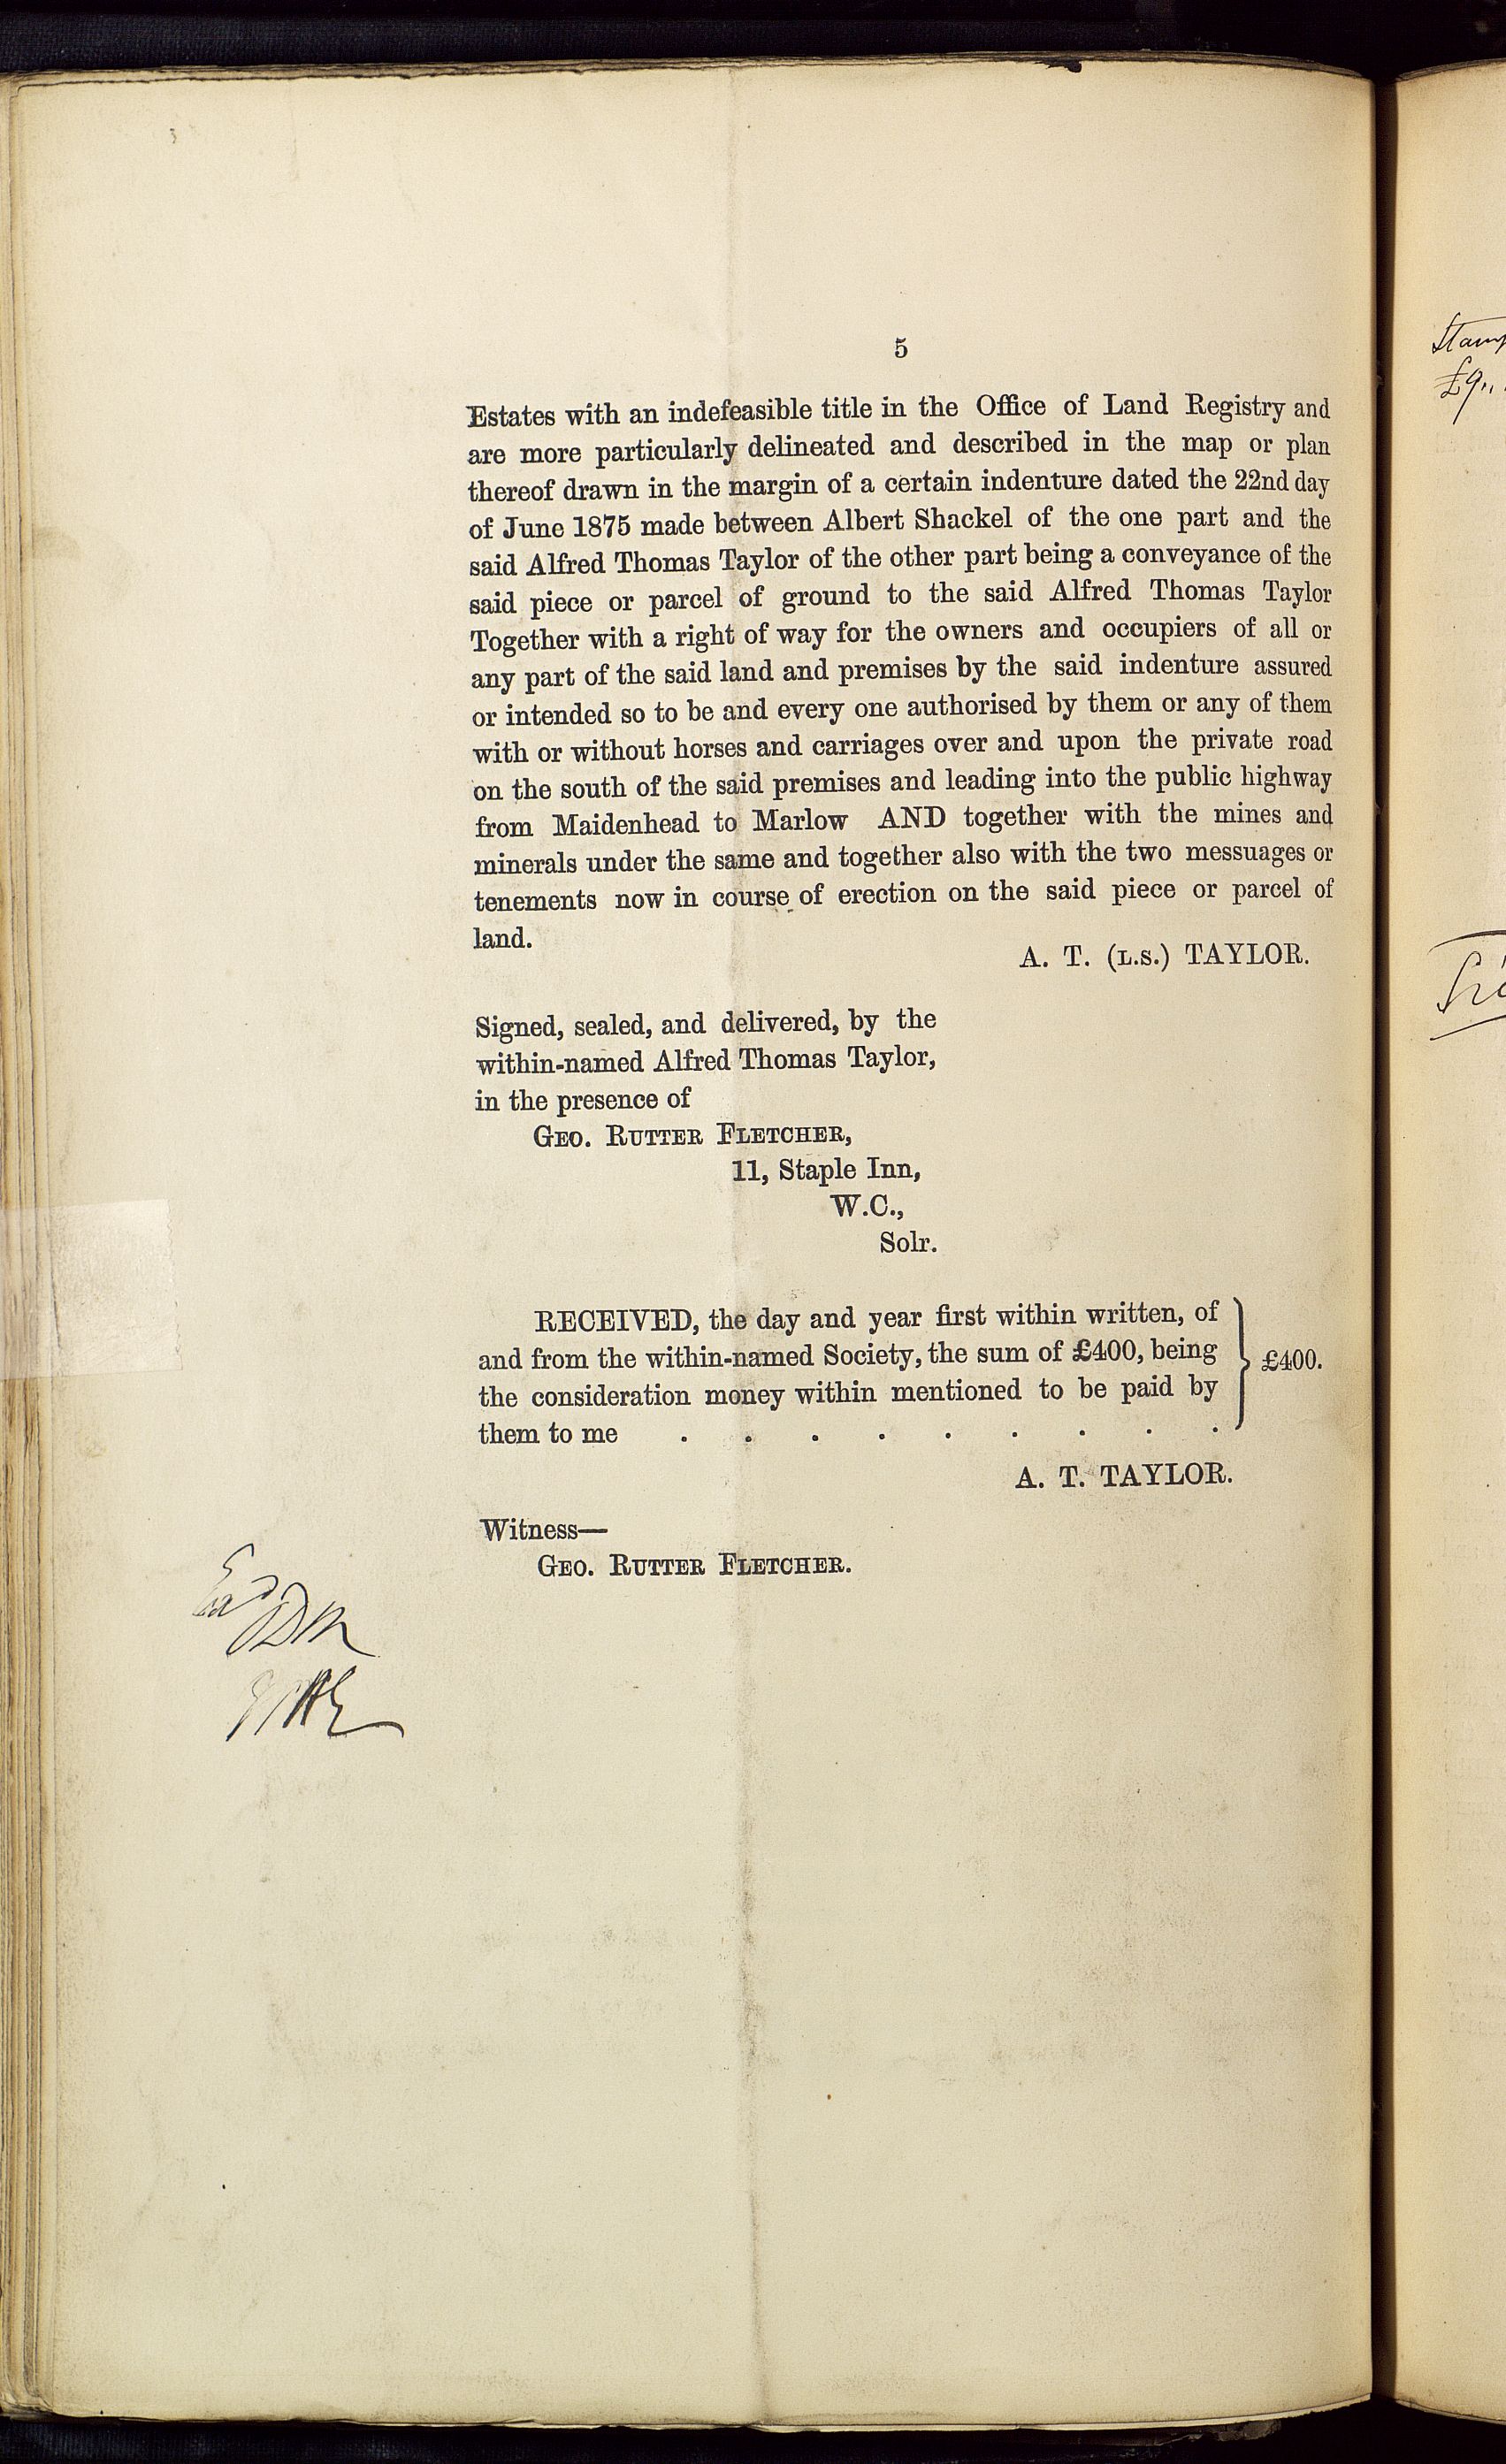 5
Estates with an indefeasible title in the Office of Land Registry and
are more particularly delineated and described in the map or plan
thereof drawn in the margin of a certain indenture dated the 22nd day
of June 1875 made between Albert Shackel of the one part and the
said Alfred Thomas Taylor of the other part being a conveyance of the
said piece or parcel of ground to the said Alfred Thomas Taylor
Together with a right of way for the owners and occupiers of all or
any part of the said land and premises by the said indenture assured
or intended so to be and every one authorised by them or any of them
with or without horses and carriages over and upon the private road
on the south of the said premises and leading into the public highway
from Maidenhead to Marlow AND together with the mines and
minerals under the same and together also with the two messuages or
tenements now in course of erection on the said piece or parcel of
land.
A. T. (L.S.) TAYLOR.
Signed, sealed, and delivered, by the
within-named Alfred Thomas Taylor,
in the presence of
GEO. RUTTER FLETCHER,
11, Staple Inn,
W.C.,
Solr.
RECEIVED, the day and year first within written, of
and from the within-named Society, the sum of £400, being
the consideration money within mentioned to be paid by
them to me . . . . . . . . .
£400.
A. T. TAYLOR.
Witness—
GEO. RUTTER FLETCHER.
£9